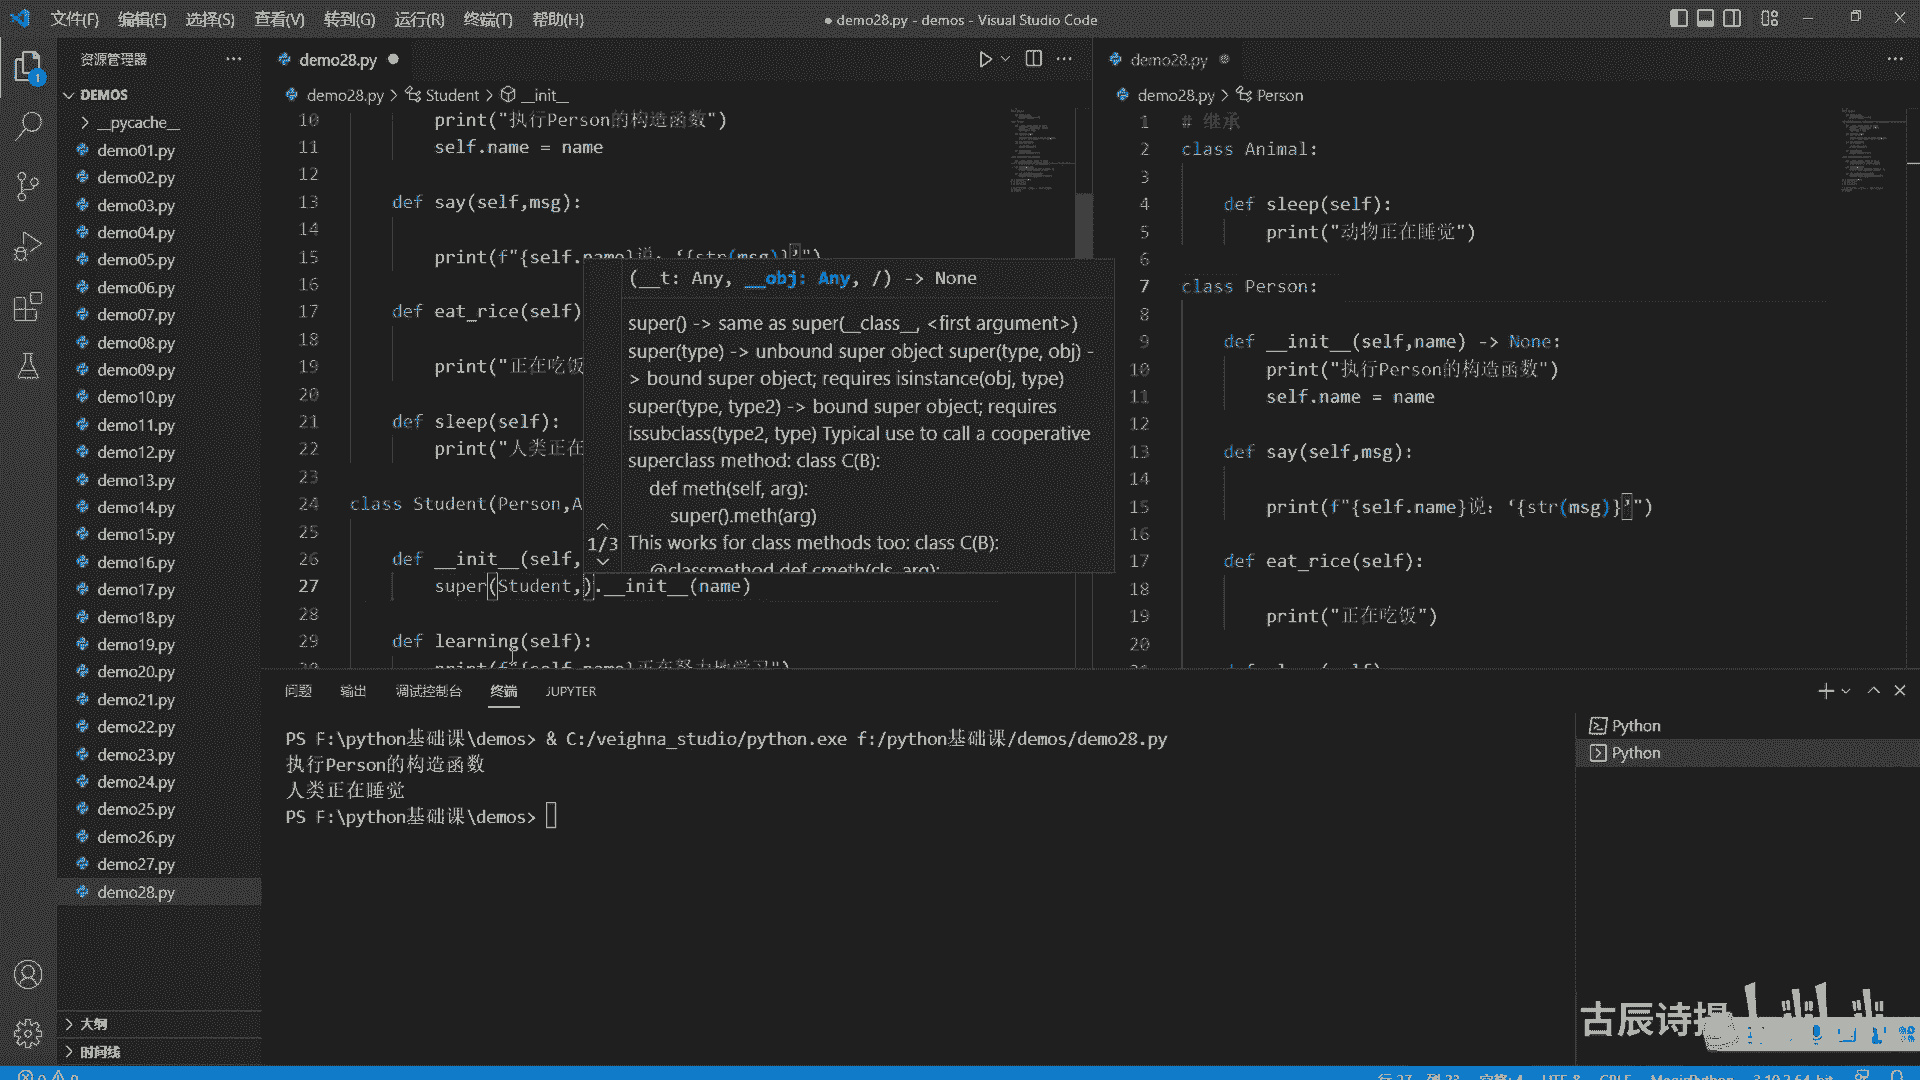 文件(F) 编辑(E) 选择(S) 查看(V) 转到(G) 运行(R) 终端(T) 帮助(H)
● demo28.py - demos - Visual Studio Code
资源管理器
DEMOS
__pycache__
demo01.py
demo02.py
demo03.py
demo04.py
demo05.py
demo06.py
demo07.py
demo08.py
demo09.py
demo10.py
demo11.py
demo12.py
demo13.py
demo14.py
demo15.py
demo16.py
demo17.py
demo18.py
demo19.py
demo20.py
demo21.py
demo22.py
demo23.py
demo24.py
demo25.py
demo26.py
demo27.py
demo28.py
大纲
时间线
demo28.py
demo28.py > Student > __init__
10 print("执行Person的构造函数")
11 self.name = name
12
13 def say(self,msg):
14
15 print(f"{self.name}说：‘{str(msg)}’")
16
17 def eat_rice(self)
18
19 print("正在吃饭
20
21 def sleep(self):
22 print("人类正在
23
24 class Student(Person,A
25
26 def __init__(self,
27 super(Student,).__init__(name)
28
29 def learning(self):
30 print(f"{self.name}正在努力地学习")
(__t: Any, __obj: Any, /) -> None
super() -> same as super(__class__, <first argument>)
super(type) -> unbound super object super(type, obj) -
> bound super object; requires isinstance(obj, type)
super(type, type2) -> bound super object; requires
issubclass(type2, type) Typical use to call a cooperative
superclass method: class C(B):
def meth(self, arg):
super().meth(arg)
1/3 This works for class methods too: class C(B):
@classmethod def cmeth(cls, arg):
demo28.py
demo28.py > Person
1 # 继承
2 class Animal:
3
4 def sleep(self):
5 print("动物正在睡觉")
6
7 class Person:
8
9 def __init__(self,name) -> None:
10 print("执行Person的构造函数")
11 self.name = name
12
13 def say(self,msg):
14
15 print(f"{self.name}说：‘{str(msg)}’")
16
17 def eat_rice(self):
18
19 print("正在吃饭")
20
问题 输出 调试控制台 终端 JUPYTER
PS F:\python基础课\demos> & C:/veighna_studio/python.exe f:/python基础课/demos/demo28.py
执行Person的构造函数
人类正在睡觉
PS F:\python基础课\demos>
Python
Python
古辰诗提